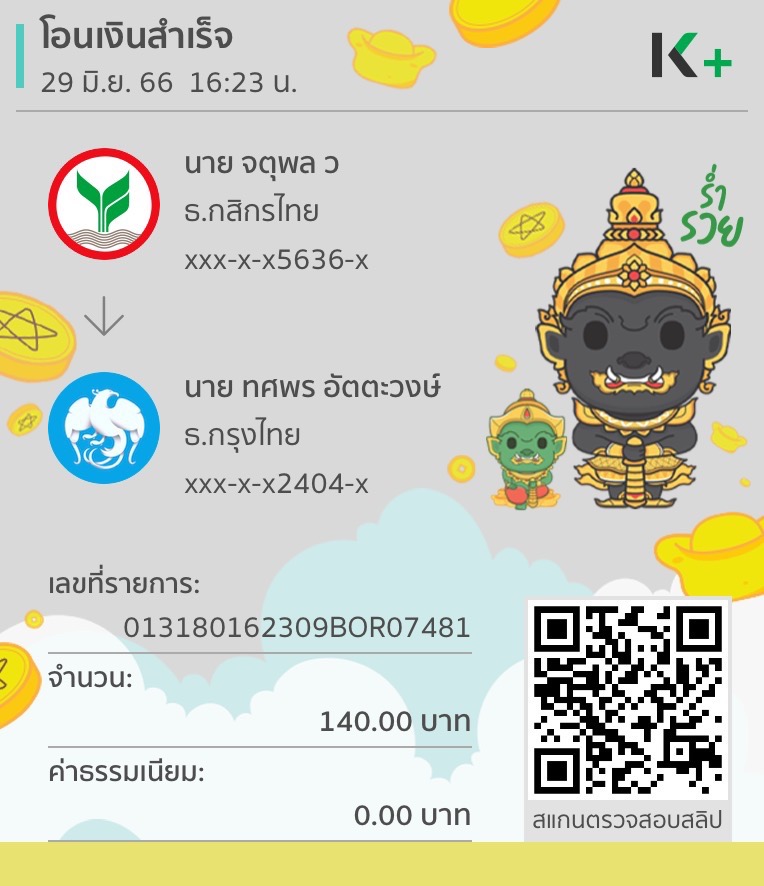 โอนเงินสำเร็จ
29 มิ.ย. 66 16:23 น.
K+
นาย จตุพล ว
ธ.กสิกรไทย
xxx-x-x5636-x
ร่ำ
รวย
นาย ทศพร อัตตะวงษ์
ธ.กรุงไทย
xxx-x-x2404-x
เลขที่รายการ:
013180162309BOR07481
จำนวน:
140.00 บาท
ค่าธรรมเนียม:
0.00 บาท
สแกนตรวจสอบสลิป